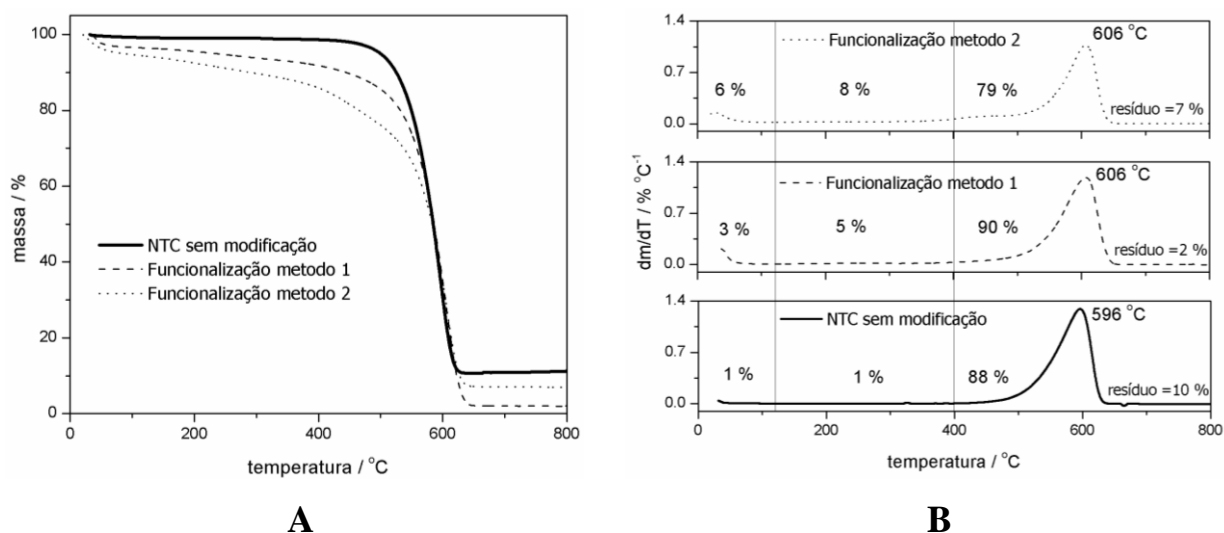 100
80
60
40
20
0
massa / %
NTC sem modificação
Funcionalização metodo 1
Funcionalização metodo 2
0 200 400 600 800
temperatura / °C
A
1.4
0.7
0.0
Funcionalização metodo 2
606 °C
6 % 8 % 79 %
resíduo =7 %
1.4
0.7
0.0
Funcionalização metodo 1
606 °C
3 % 5 % 90 %
resíduo =2 %
dm/dT / % °C⁻¹
1.4
0.7
0.0
NTC sem modificação
596 °C
1 % 1 % 88 %
resíduo =10 %
0 200 400 600 800
temperatura / °C
B